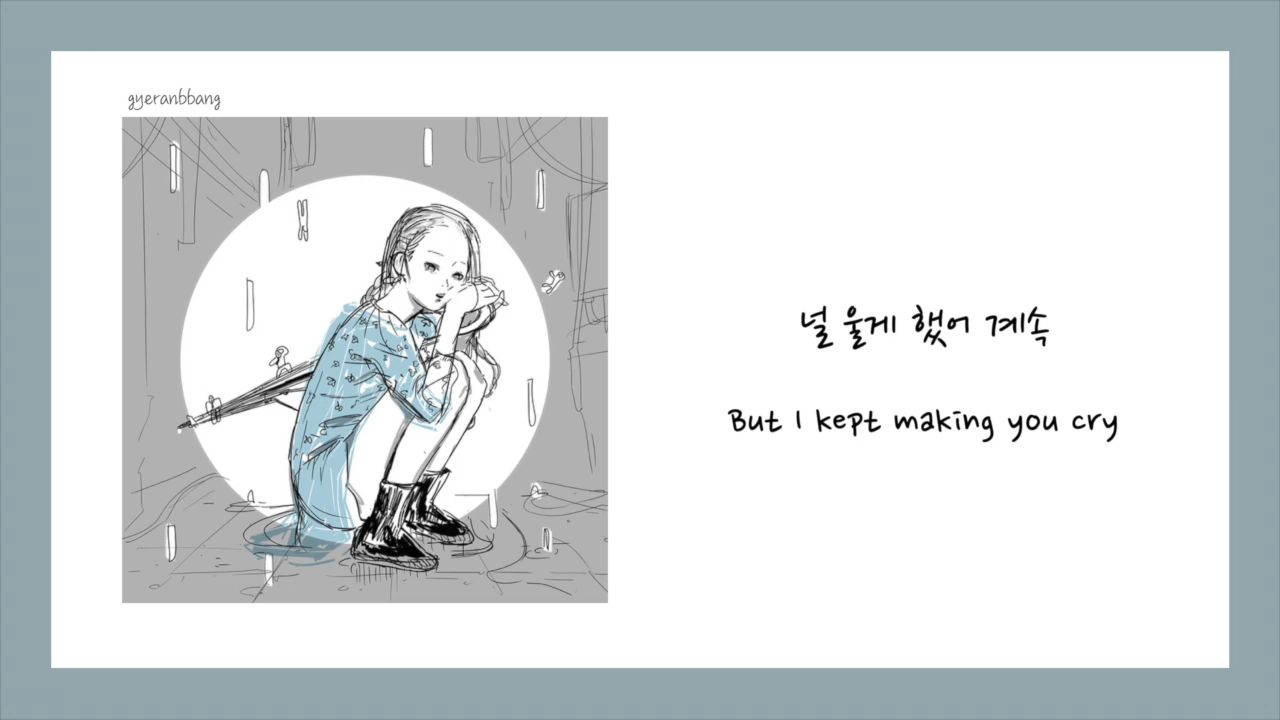 gyeranbbang
널 울게 했어 계속
But I kept making you cry